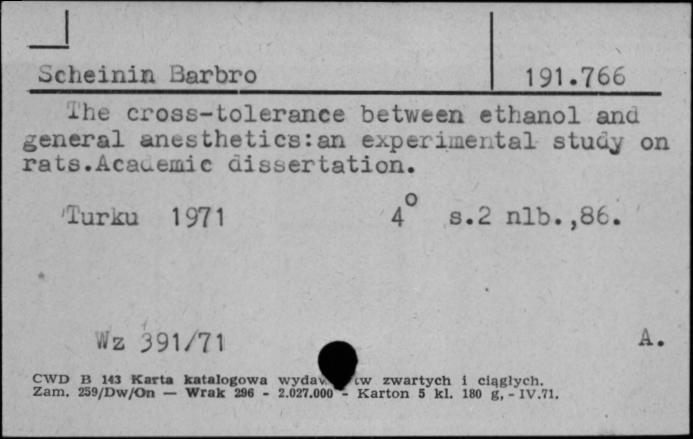 Scheinin Barbro 191.766
The cross-tolerance between ethanol and
general anesthetics:an experimental study on
rats.Academic dissertation.
Turku 1971 4° s.2 nlb.,86.
Wz 391/71 A.
CWD B 143 Karta katalogowa zwartych i ciągłych.
Zam. 259/Dw/On — Wrak 296 - 2.027.000 - Karton 5 kl. 180 g, - IV.71.